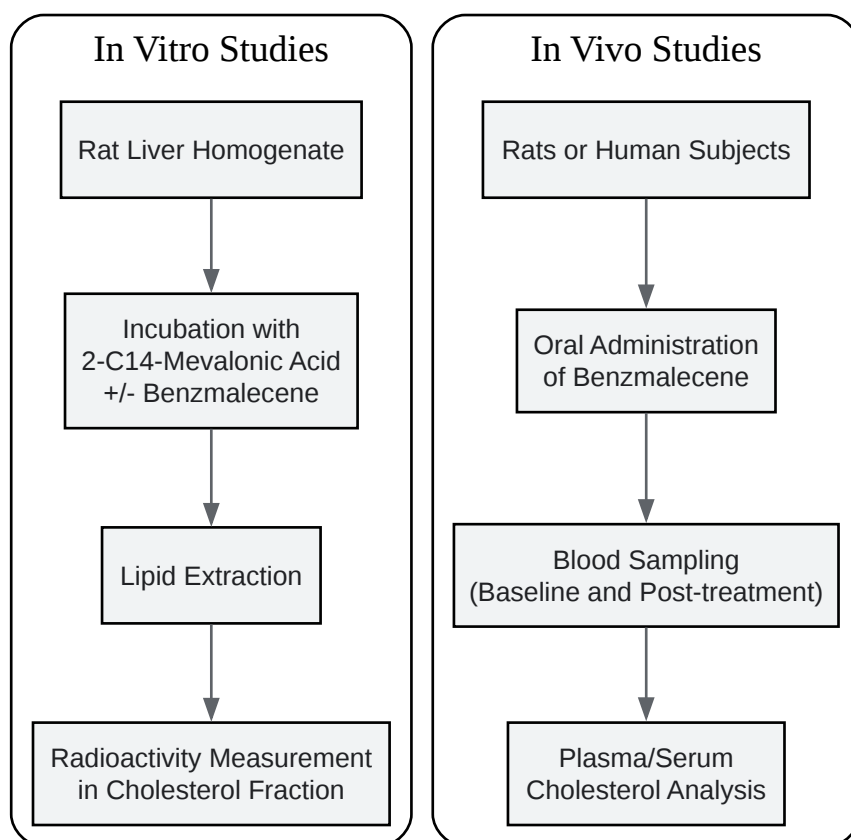 In Vitro Studies
Rat Liver Homogenate
Incubation with
2-C14-Mevalonic Acid
+/- Benzmalecene
Lipid Extraction
Radioactivity Measurement
in Cholesterol Fraction
In Vivo Studies
Rats or Human Subjects
Oral Administration
of Benzmalecene
Blood Sampling
(Baseline and Post-treatment)
Plasma/Serum
Cholesterol Analysis